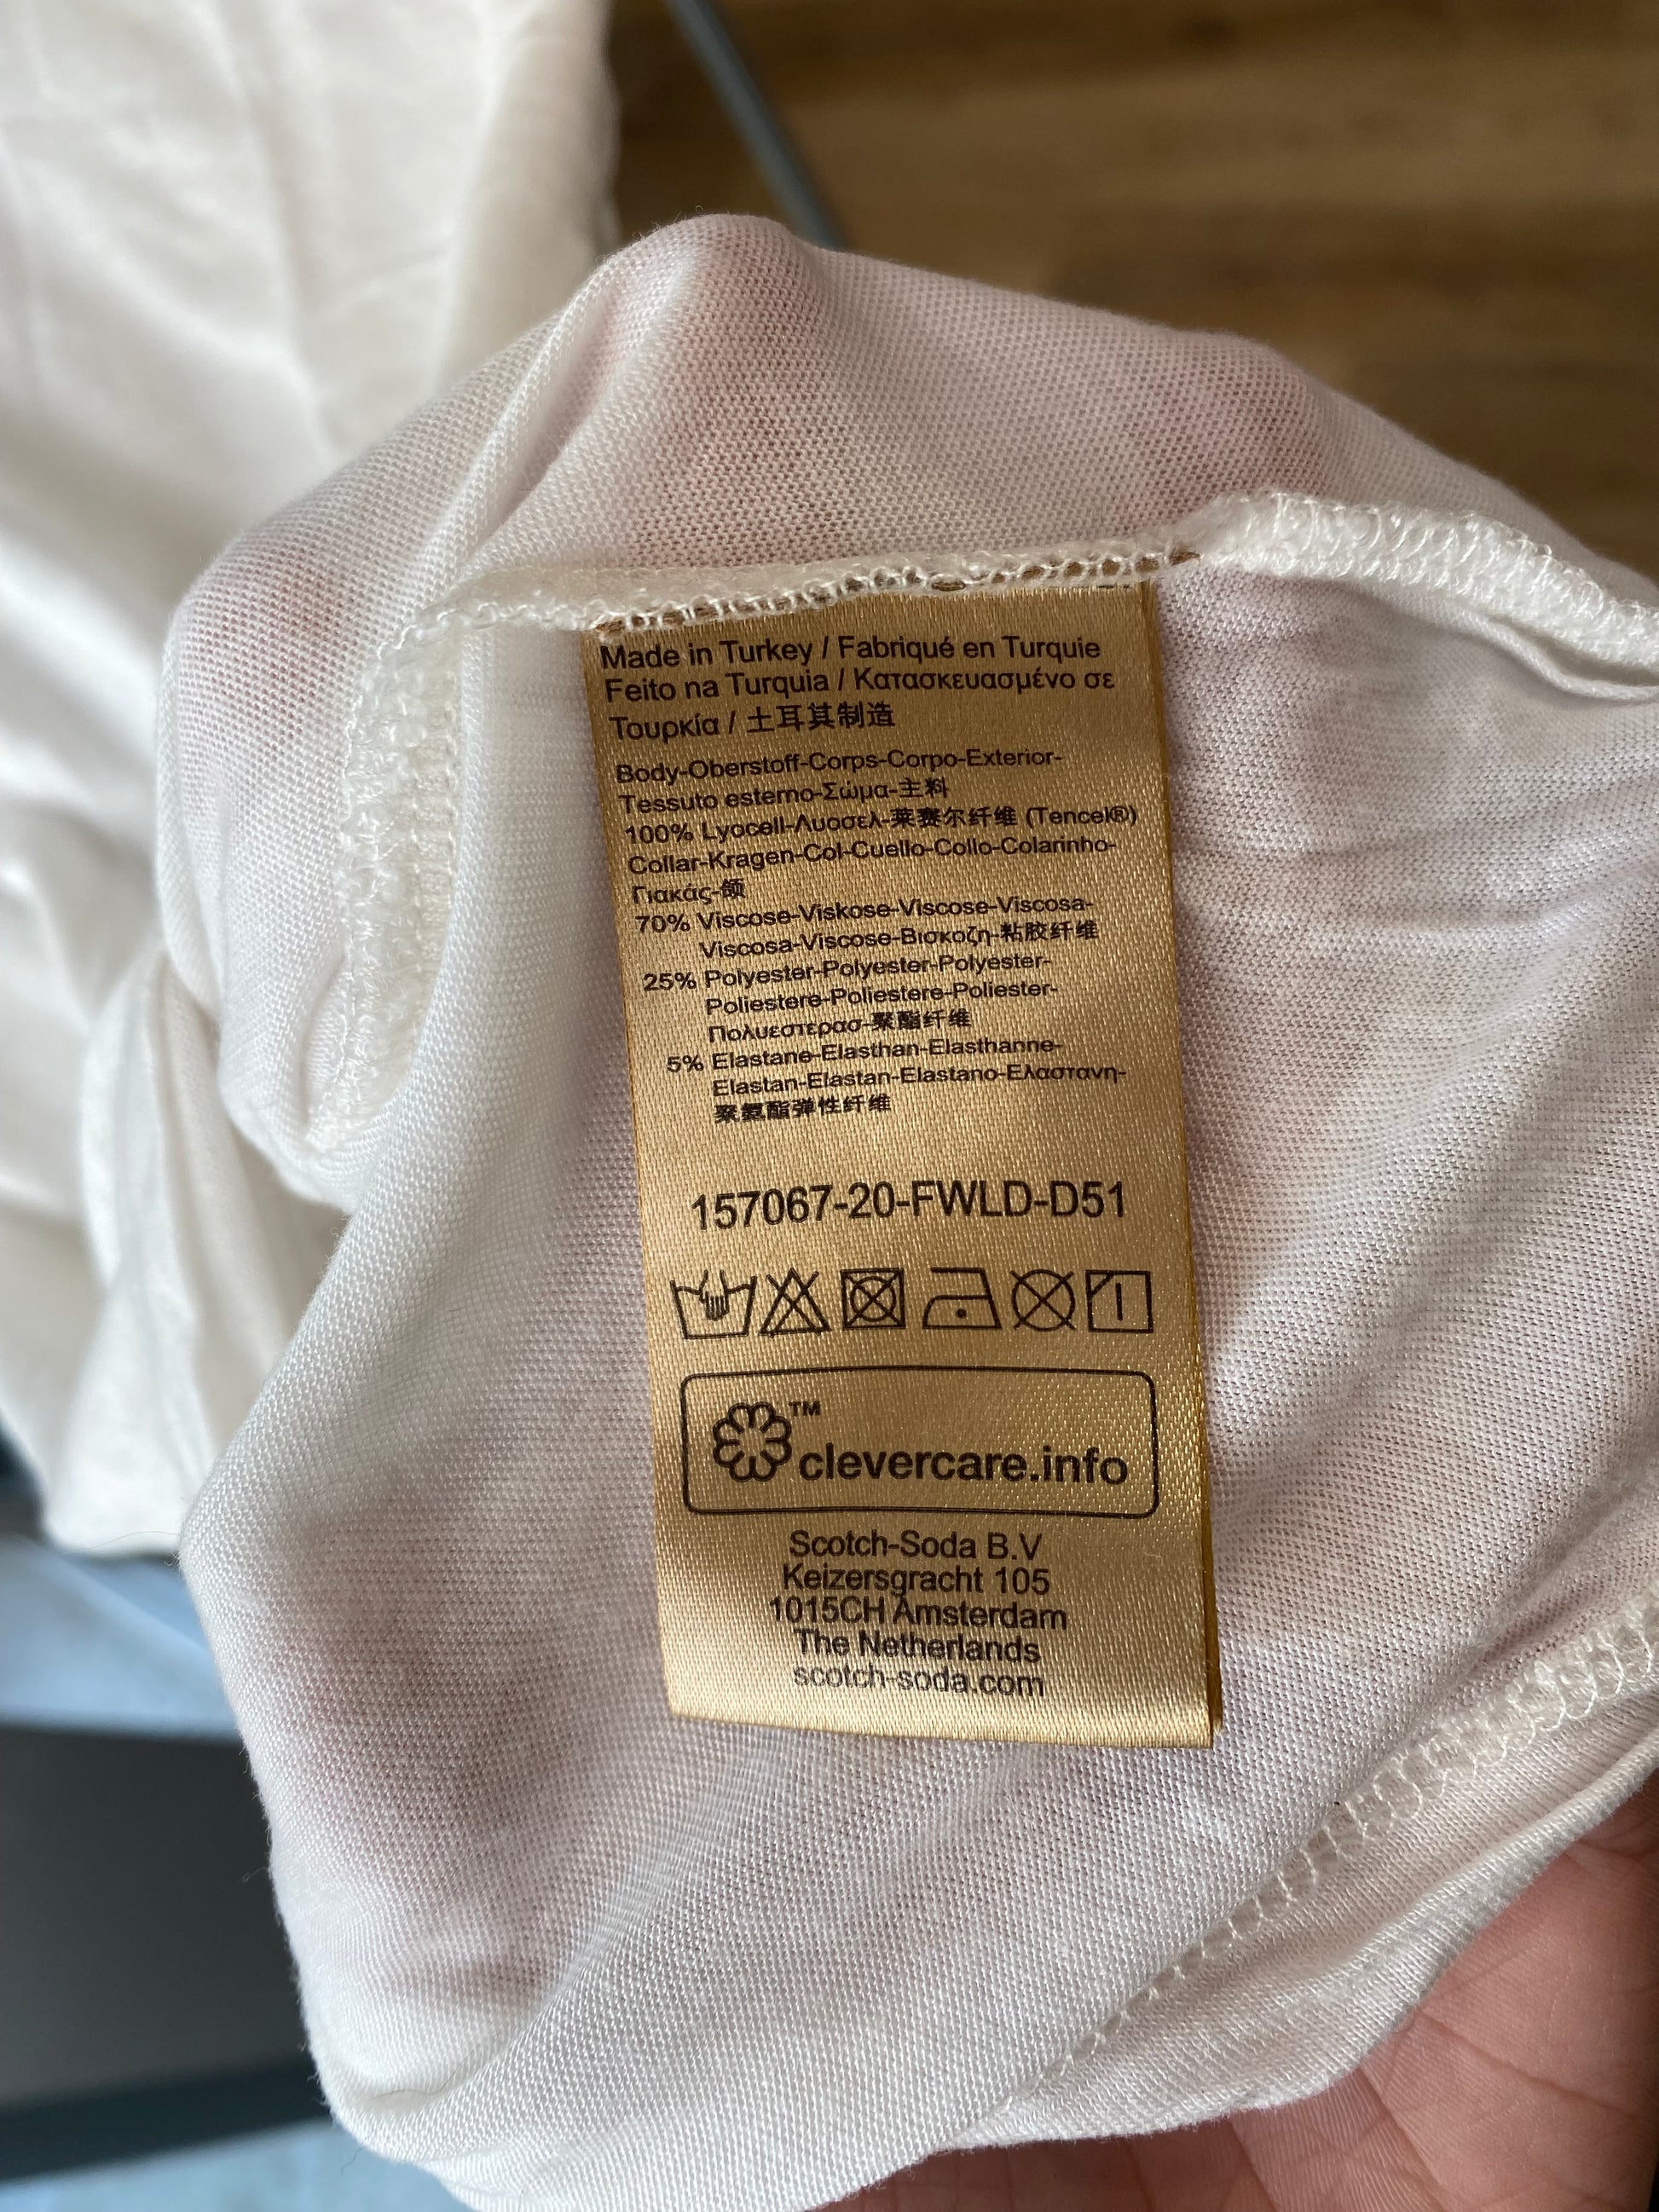 Made in Turkey / Fabriqué en Turquie
Feito na Turquia / Κατασκευασμένο σε
Τουρκία / 土耳其制造
Body-Oberstoff-Corps-Corpo-Exterior-
Tessuto esterno-Σώμα-主料
100% Lyocell-Λυοσελ-莱赛尔纤维 (Tencel®)
Collar-Kragen-Col-Cuello-Collo-Colarinho-
Γιακάς-领
70% Viscose-Viskose-Viscose-Viscosa-
Viscosa-Viscose-Βισκοζη-粘胶纤维
25% Polyester-Polyester-Polyester-
Poliestere-Poliestere-Poliester-
Πολυεστερασ-聚酯纤维
5% Elastane-Elasthan-Elasthanne-
Elastan-Elastan-Elastano-Ελαστανη-
聚氨酯弹性纤维
157067-20-FWLD-D51
™
clevercare.info
Scotch-Soda B.V
Keizersgracht 105
1015CH Amsterdam
The Netherlands
scotch-soda.com